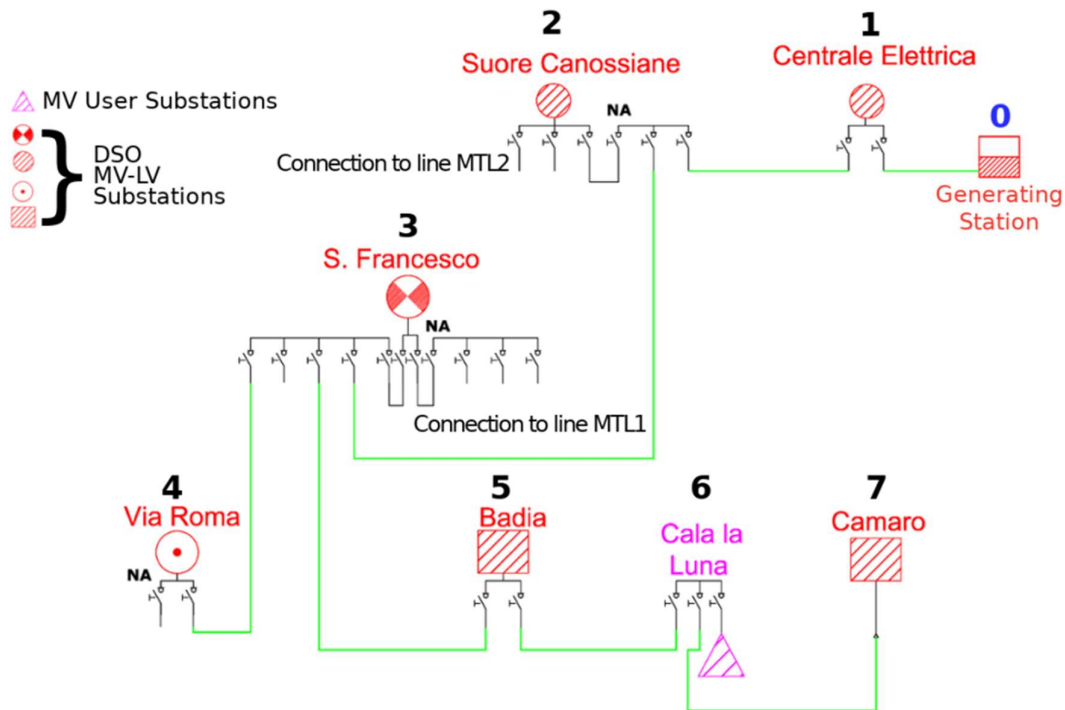 2
Suore Canossiane
1
Centrale Elettrica
MV User Substations
DSO
MV-LV
Substations
NA
0
Connection to line MTL2
Generating
Station
3
S. Francesco
NA
Connection to line MTL1
4
Via Roma
NA
5
Badia
6
Cala la
Luna
7
Camaro